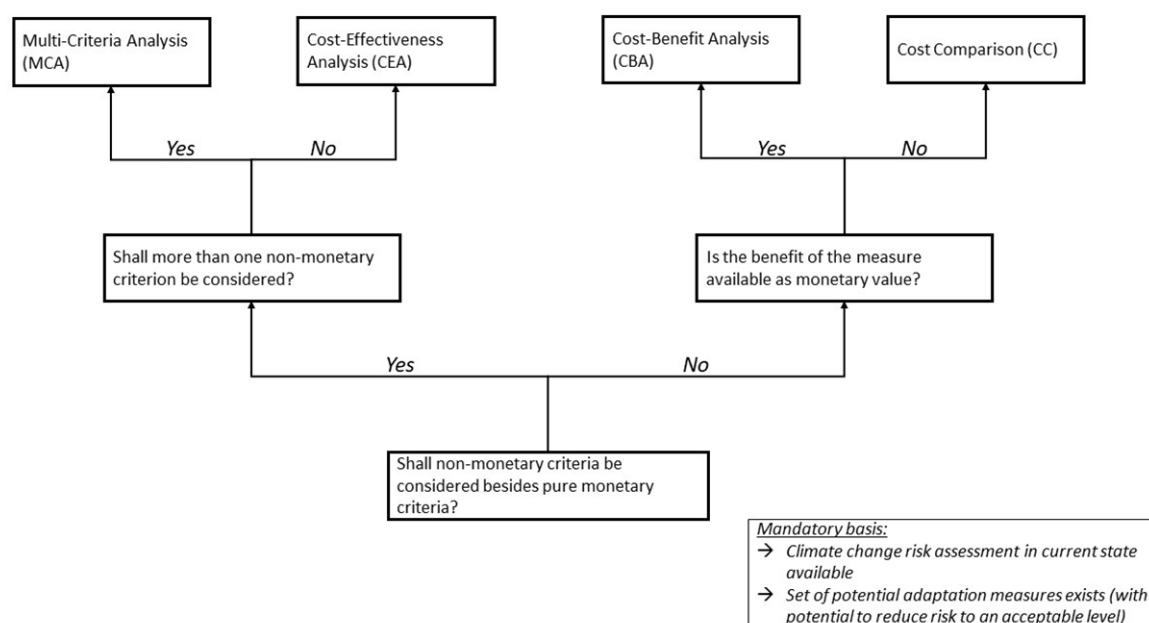 Multi-Criteria Analysis
(MCA)
Cost-Effectiveness
Analysis (CEA)
Cost-Benefit Analysis
(CBA)
Cost Comparison (CC)
Yes
No
Yes
No
Shall more than one non-monetary
criterion be considered?
Is the benefit of the measure
available as monetary value?
Yes
No
Shall non-monetary criteria be
considered besides pure monetary
criteria?
Mandatory basis:
→ Climate change risk assessment in current state
available
→ Set of potential adaptation measures exists (with
potential to reduce risk to an acceptable level)